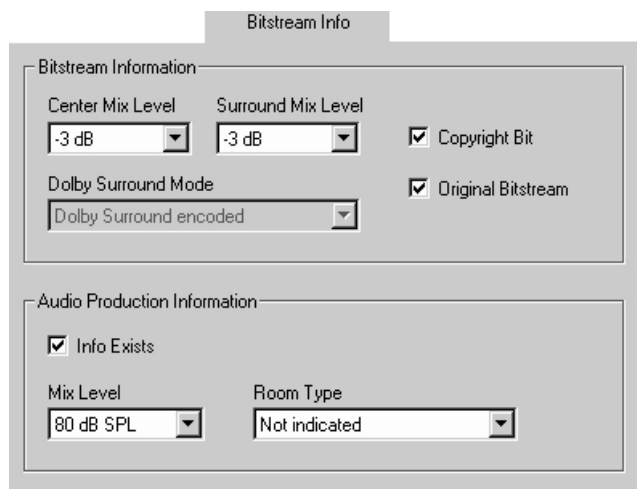 Bitstream Info
Bitstream Information
Center Mix Level
Surround Mix Level
-3 dB
-3 dB
Copyright Bit
Dolby Surround Mode
Original Bitstream
Dolby Surround encoded
Audio Production Information
Info Exists
Mix Level
Room Type
80 dB SPL
Not indicated